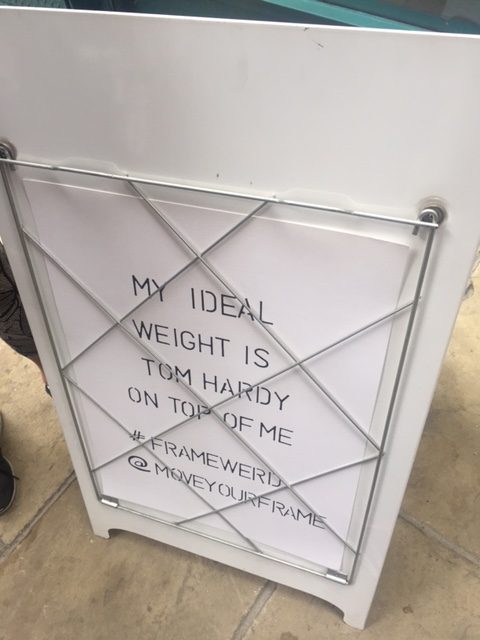 MY IDEAL
WEIGHT IS
TOM HARDY
ON TOP OF ME
# FRAMEWERD
@ MOVEYOURFRAME